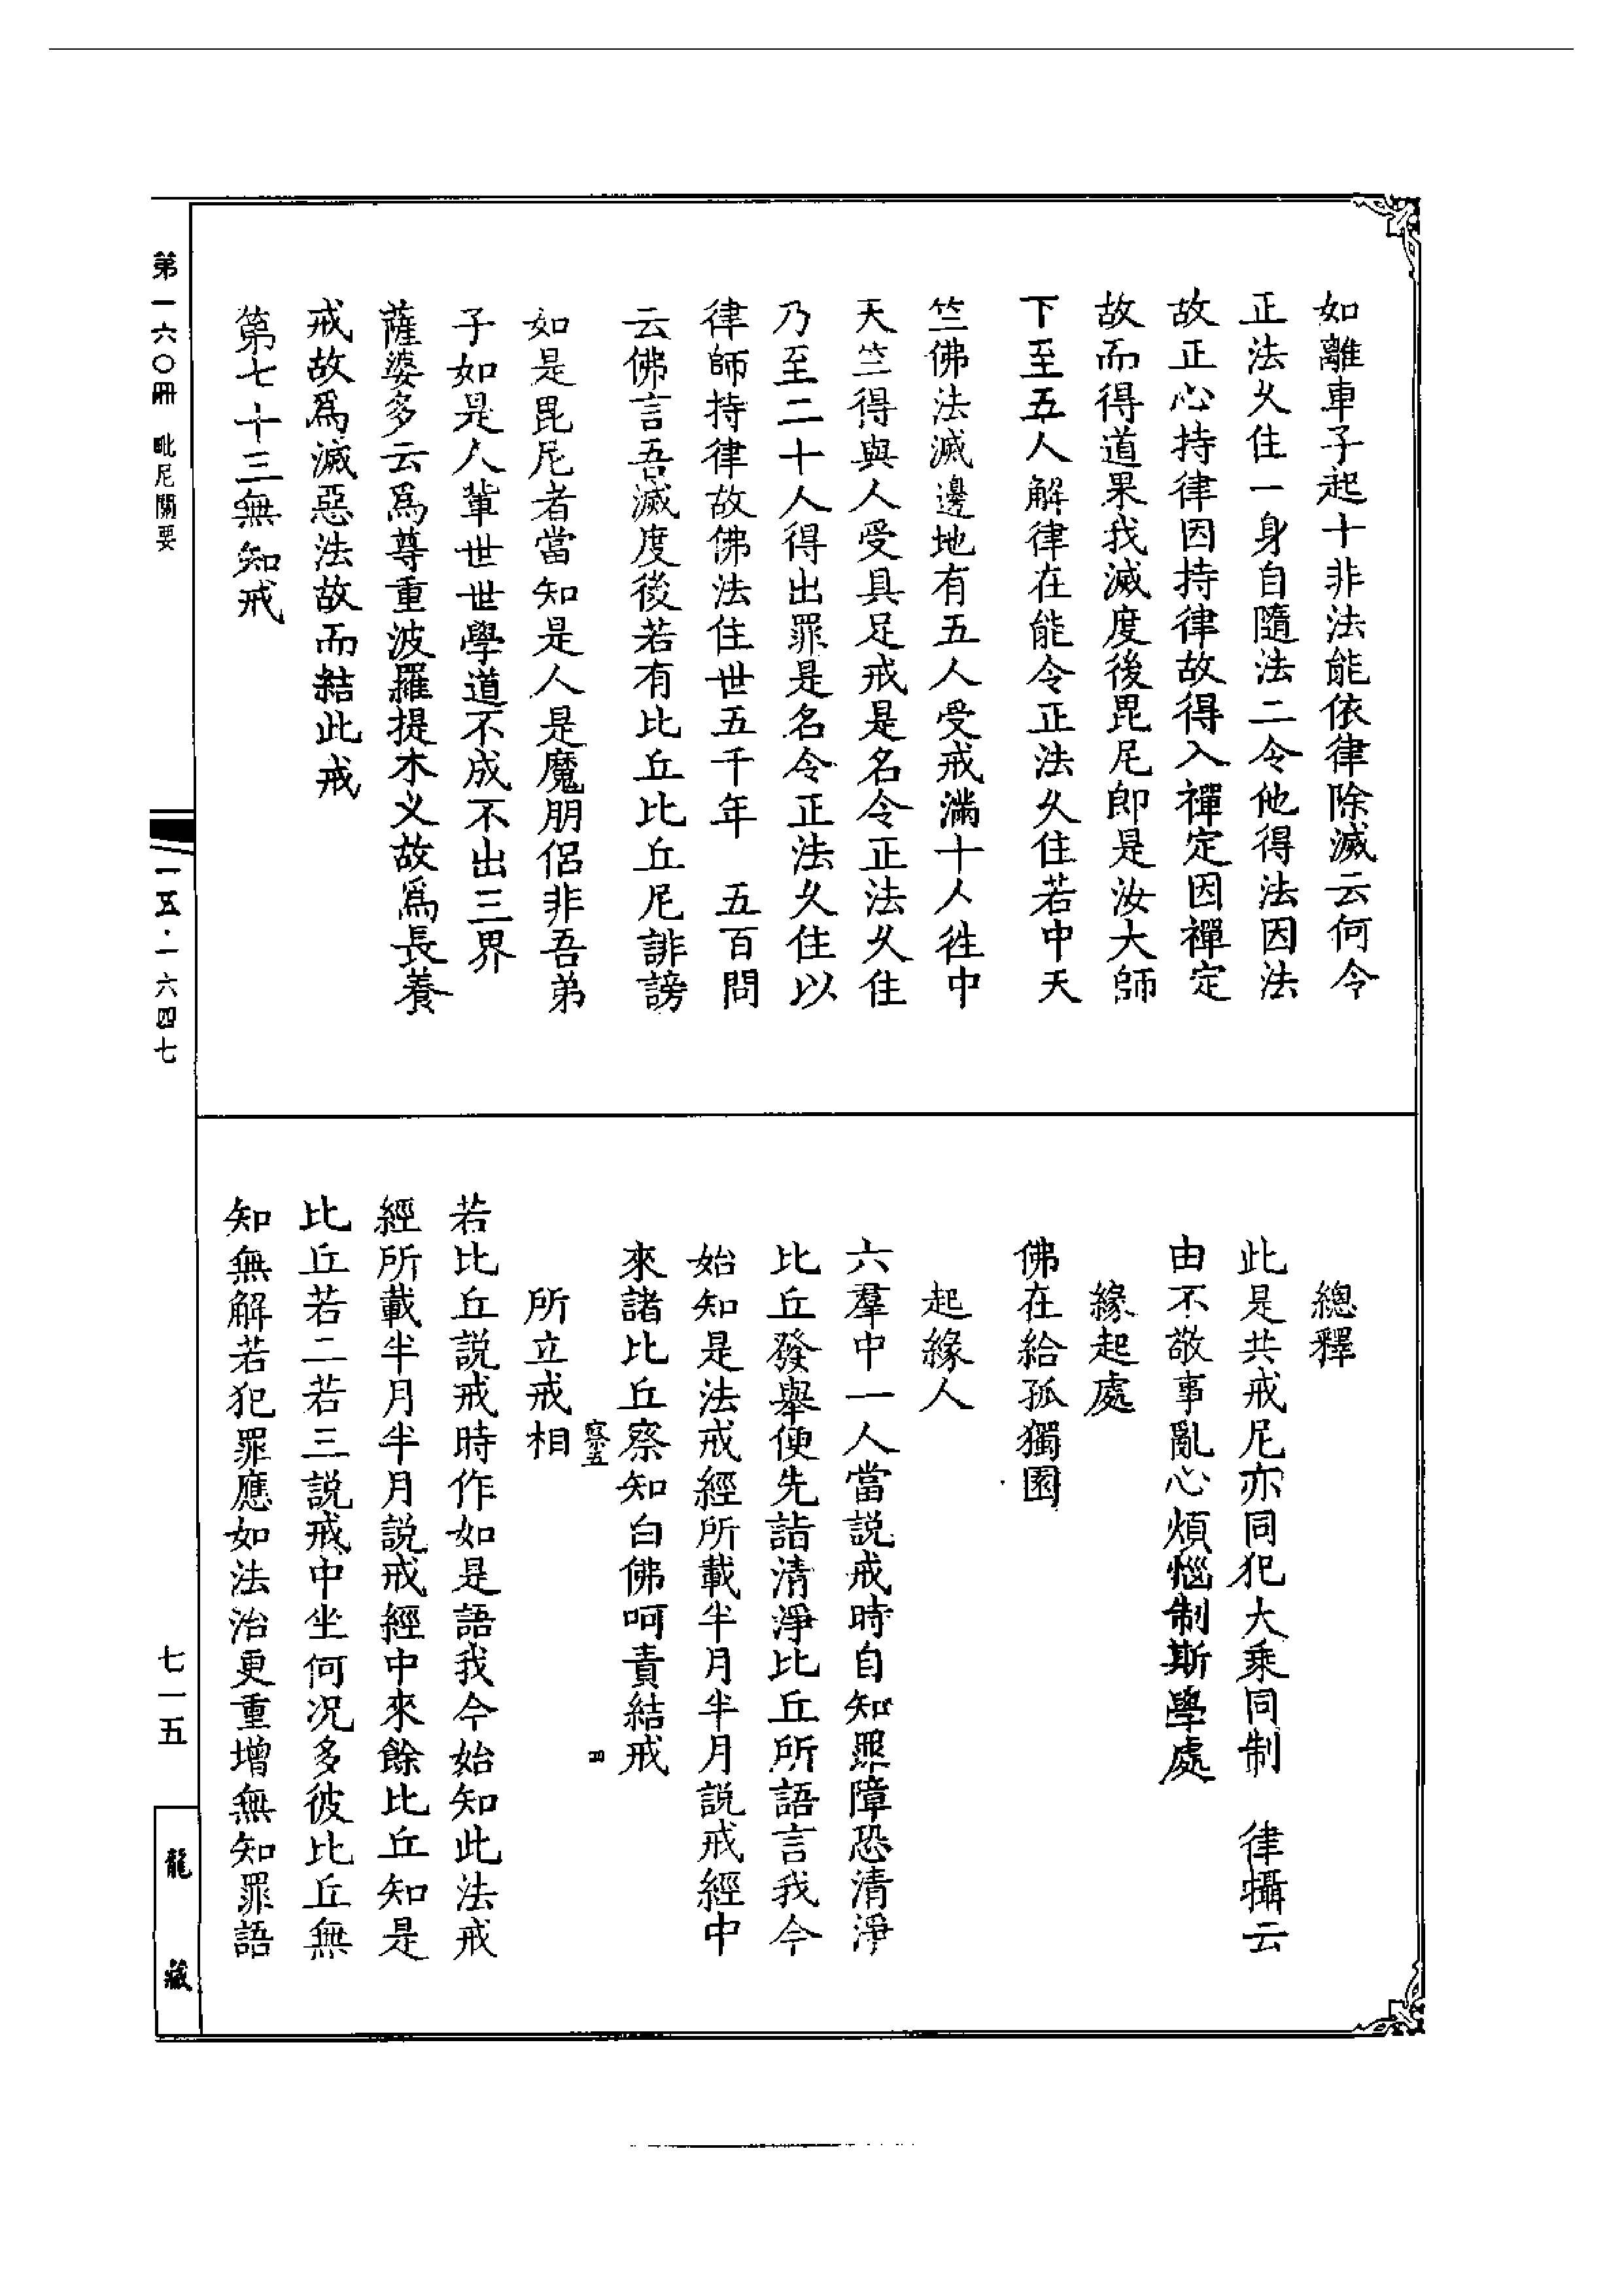 如離車子起十非法能依律除滅云何令
正法久住一身自隨法二令他得法因法
故正心持律因持律故得入禪定因禪定
故而得道果我滅度後毘尼即是汝大師
下至五人解律在能令正法久住若中天
竺佛法滅邊地有五人受戒滿十人徃中
天竺得與人受具足戒是名令正法久住
乃至二十人得出罪是名令正法久住以
律師持律故佛法住世五千年　五百問
云佛言吾滅度後若有比丘比丘尼誹謗
如是毘尼者當知是人是魔朋侶非吾弟
子如是人輩世世學道不成不出三界
薩婆多云爲尊重波羅提木义故爲長養
戒故爲滅惡法故而結此戒
第七十三無知戒
總釋
此是共戒尼亦同犯大乘同制　律攝云
由不敬事亂心煩惱制斯學處
緣起處
佛在給孤獨園
起緣人
六羣中一人當説戒時自知罪障恐清淨
比丘發舉便先詣清淨比丘所語言我今
始知是法戒經所載半月半月説戒經中
來諸比丘察知白佛呵責結戒
察五　四
所立戒相
若比丘説戒時作如是語我今始知此法戒
經所載半月半月説戒經中來餘比丘知是
比丘若二若三説戒中坐何况多彼比丘無
知無解若犯罪應如法治更重增無知罪語
第一六〇冊　毗尼關要
一五·一六四七
七一五
龍藏